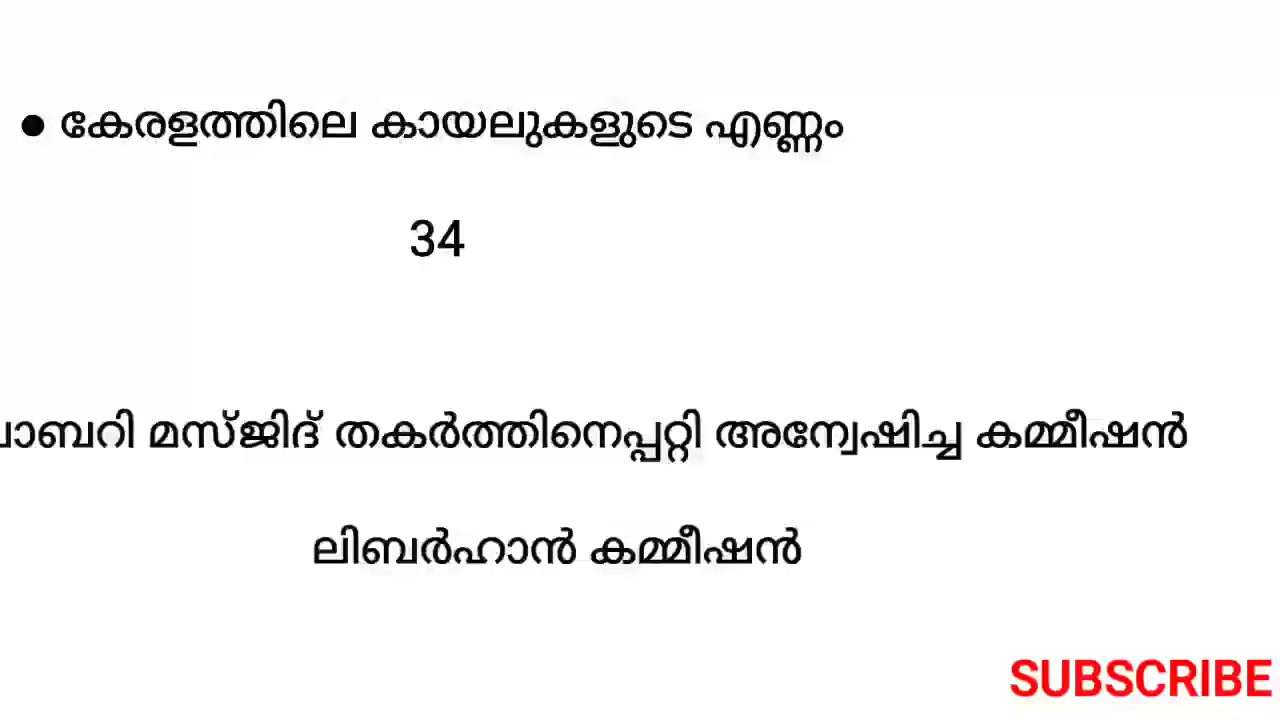 • കേരളത്തിലെ കായലുകളുടെ എണ്ണം
34
ബാബറി മസ്ജിദ് തകർത്തിനെപ്പറ്റി അന്വേഷിച്ച കമ്മീഷൻ
ലിബർഹാൻ കമ്മീഷൻ
SUBSCRIBE